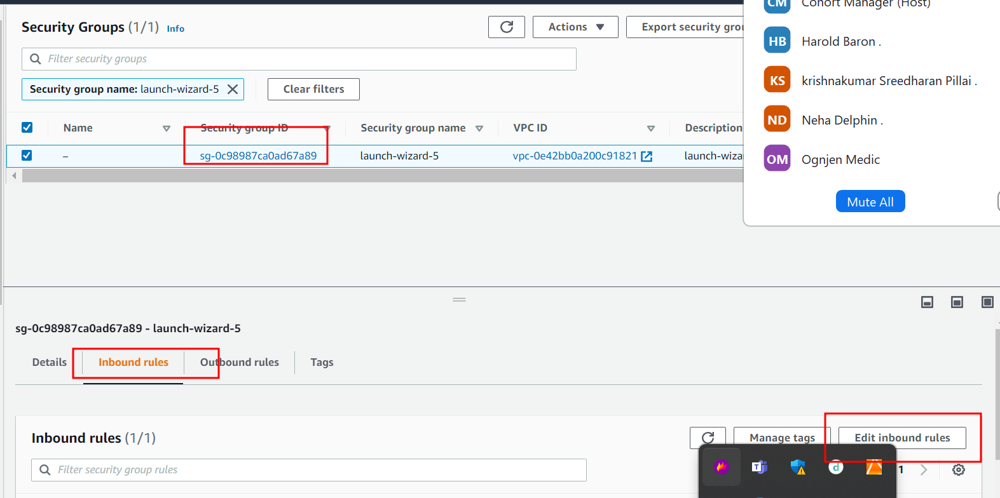 Security Groups (1/1) Info
Actions
Export security grou
Filter security groups
Security group name: launch-wizard-5
Clear filters
Name
Security group ID
Security group name
VPC ID
Description
–
sg-0c98987ca0ad67a89
launch-wizard-5
vpc-0e42bb0a200c91821
launch-wiza
CM Cohort Manager (Host)
HB Harold Baron .
KS krishnakumar Sreedharan Pillai .
ND Neha Delphin .
OM Ognjen Medic
Mute All
sg-0c98987ca0ad67a89 - launch-wizard-5
Details
Inbound rules
Outbound rules
Tags
Inbound rules (1/1)
Manage tags
Edit inbound rules
Filter security group rules
T
d
1